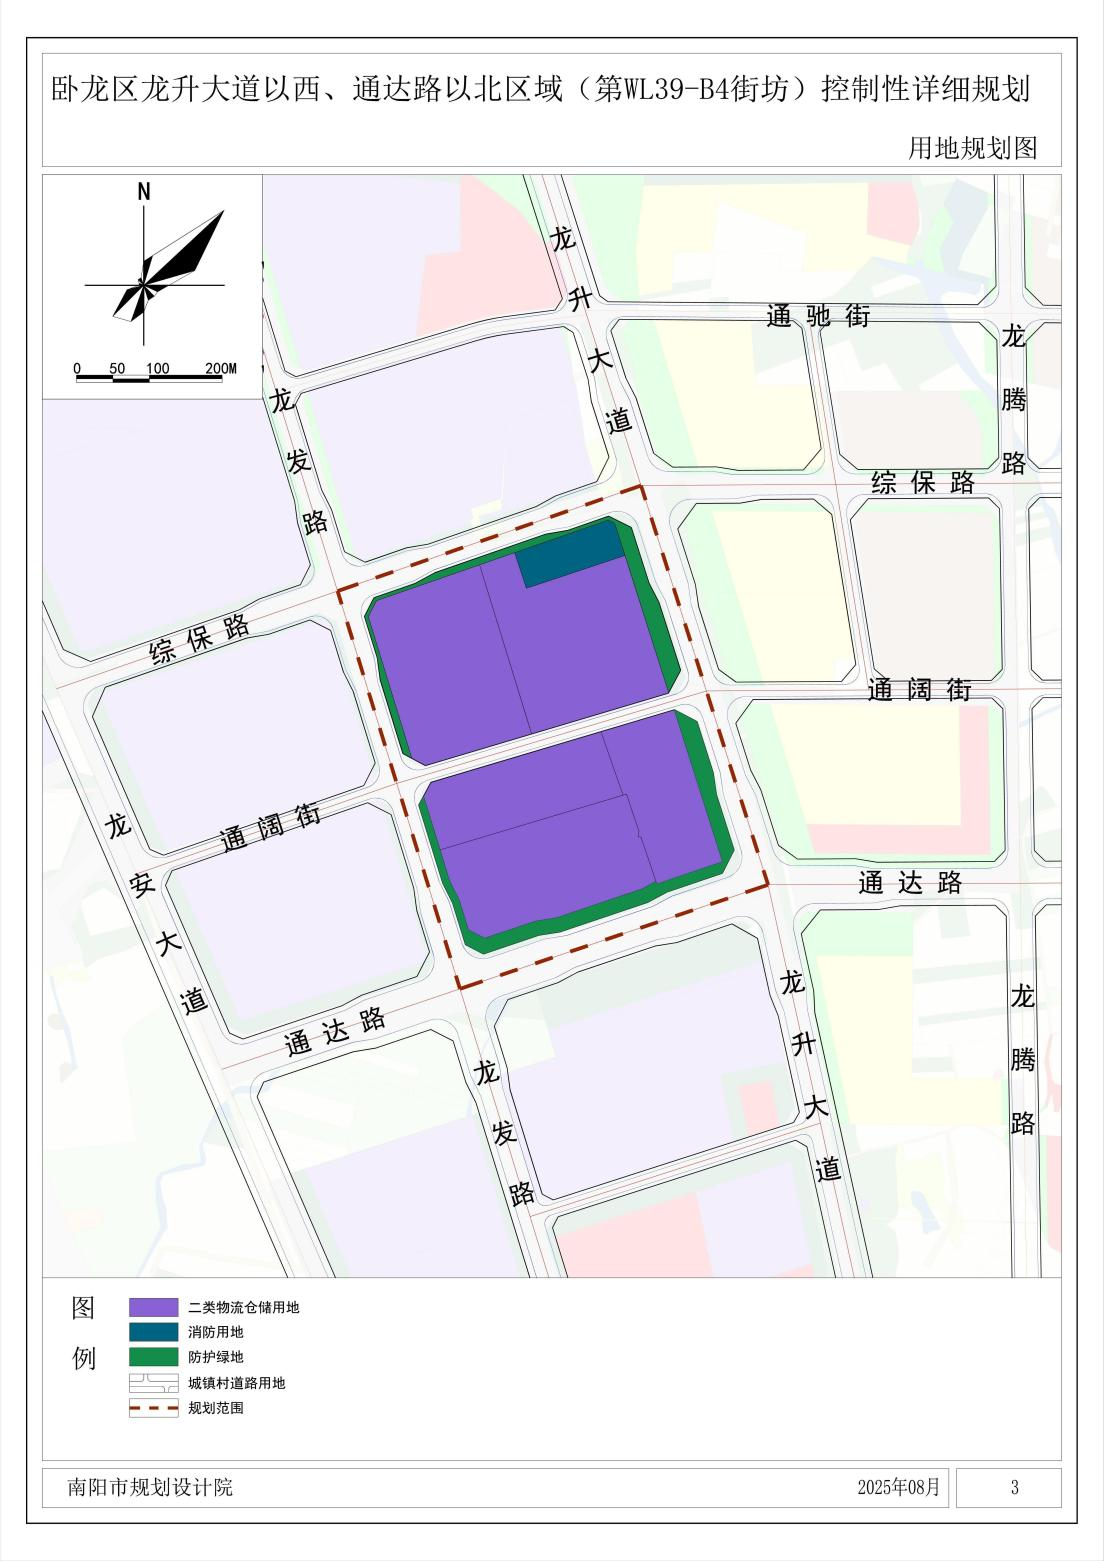 卧龙区龙升大道以西、通达路以北区域（第WL39-B4街坊）控制性详细规划
用地规划图
N
0 50 100 200M
龙升大道
通驰街
龙腾路
龙发路
综保路
综保路
通阔街
龙安大道
通阔街
通达路
通达路
龙升大道
龙腾路
龙发路
图例
二类物流仓储用地
消防用地
防护绿地
城镇村道路用地
规划范围
南阳市规划设计院
2025年08月
3